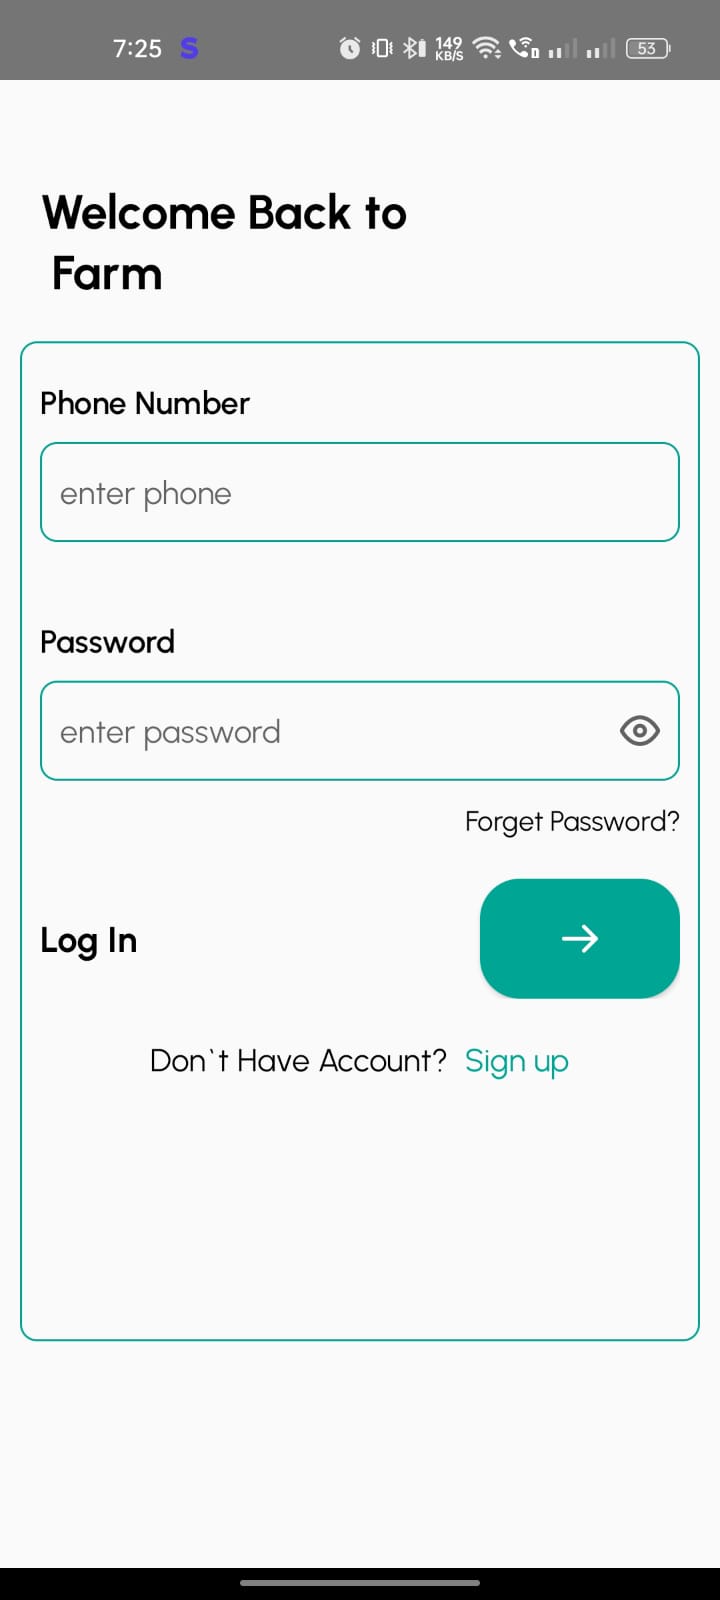 7:25 S 149 KB/S 53
Welcome Back to
Farm
Phone Number
enter phone
Password
enter password
Forget Password?
Log In
Don`t Have Account? Sign up